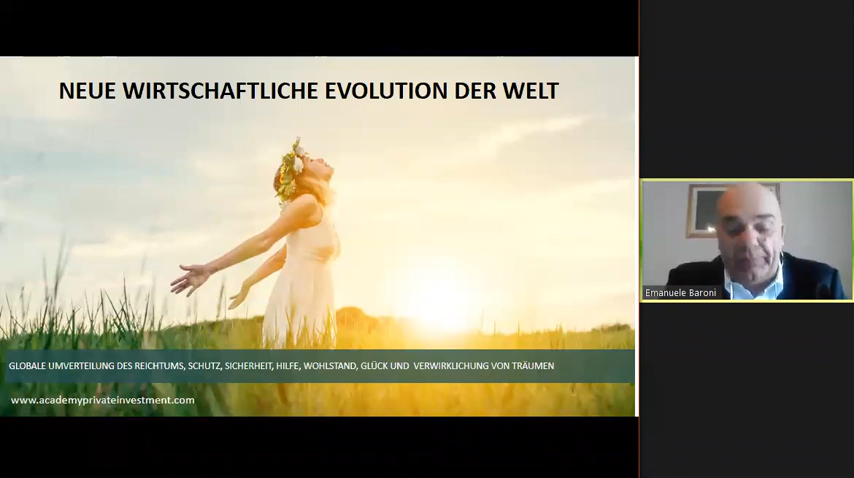 NEUE WIRTSCHAFTLICHE EVOLUTION DER WELT
GLOBALE UMVERTEILUNG DES REICHTUMS, SCHUTZ, SICHERHEIT, HILFE, WOHLSTAND, GLÜCK UND VERWIRKLICHUNG VON TRÄUMEN
www.academyprivateinvestment.com
Emanuele Baroni